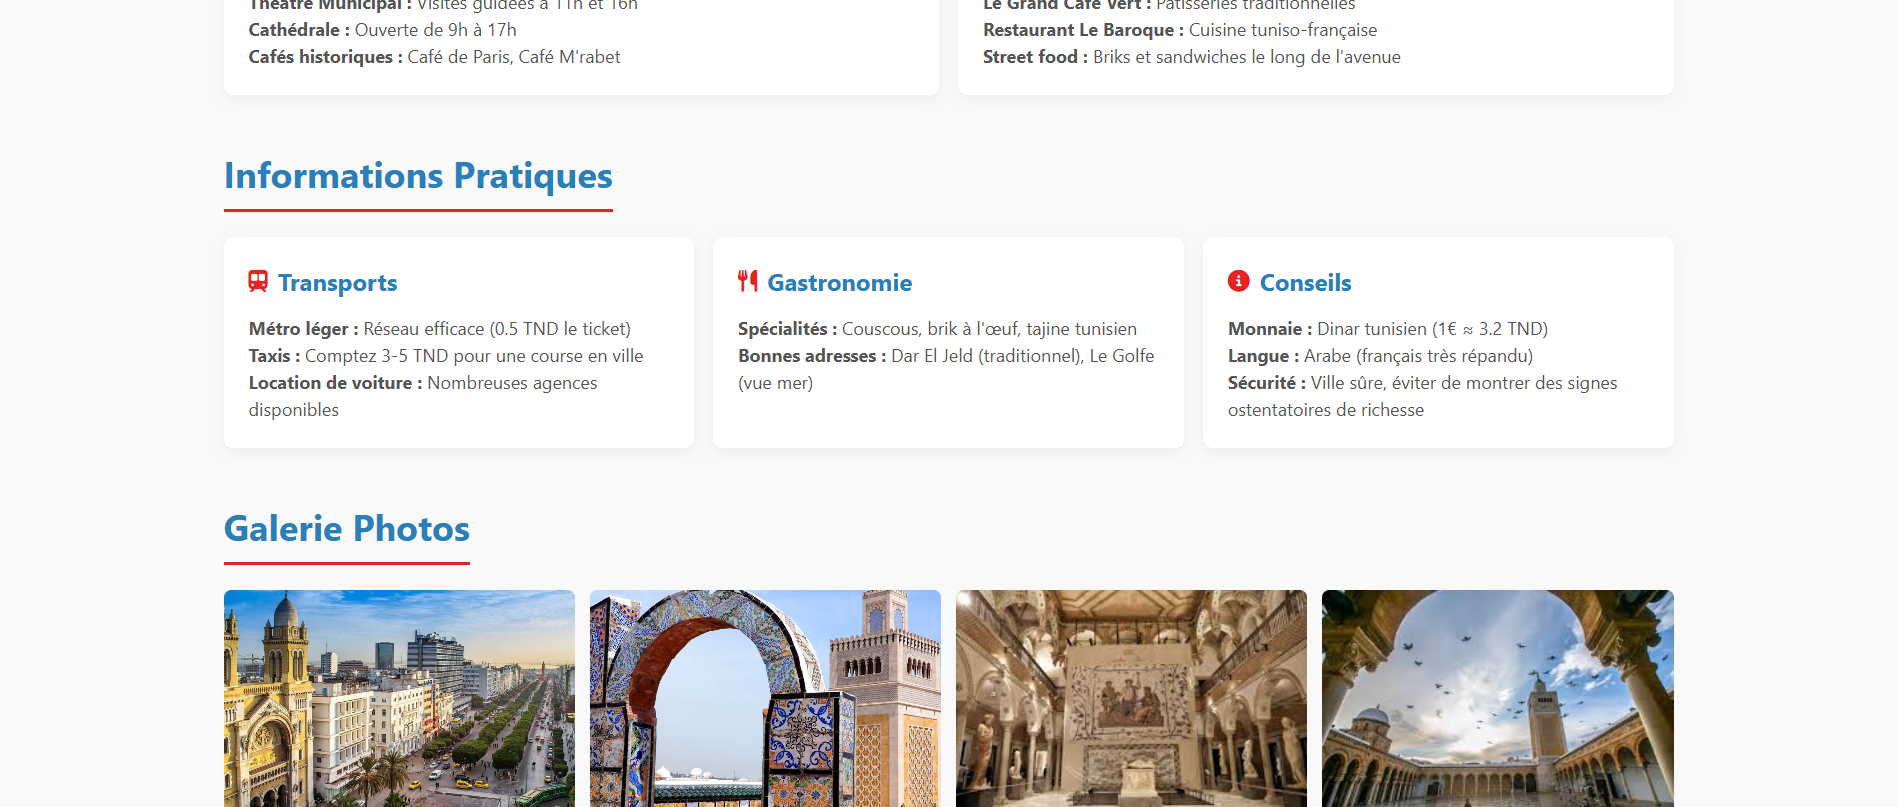 Théâtre Municipal : Visites guidées à 11h et 16h
Cathédrale : Ouverte de 9h à 17h
Cafés historiques : Café de Paris, Café M'rabet
Le Grand Café Vert : Pâtisseries traditionnelles
Restaurant Le Baroque : Cuisine tuniso-française
Street food : Briks et sandwiches le long de l'avenue
Informations Pratiques
Transports
Métro léger : Réseau efficace (0.5 TND le ticket)
Taxis : Comptez 3-5 TND pour une course en ville
Location de voiture : Nombreuses agences
disponibles
Gastronomie
Spécialités : Couscous, brik à l'œuf, tajine tunisien
Bonnes adresses : Dar El Jeld (traditionnel), Le Golfe
(vue mer)
Conseils
Monnaie : Dinar tunisien (1€ ≈ 3.2 TND)
Langue : Arabe (français très répandu)
Sécurité : Ville sûre, éviter de montrer des signes
ostentatoires de richesse
Galerie Photos